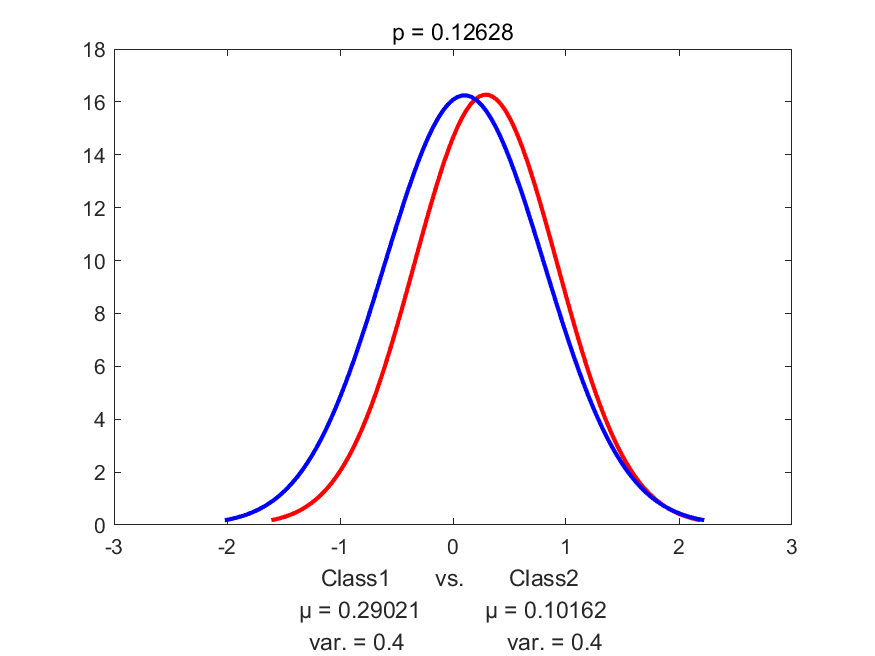 p = 0.12628
18
16
14
12
10
8
6
4
2
0
-3 -2 -1 0 1 2 3
Class1 vs. Class2
μ = 0.29021 μ = 0.10162
var. = 0.4 var. = 0.4